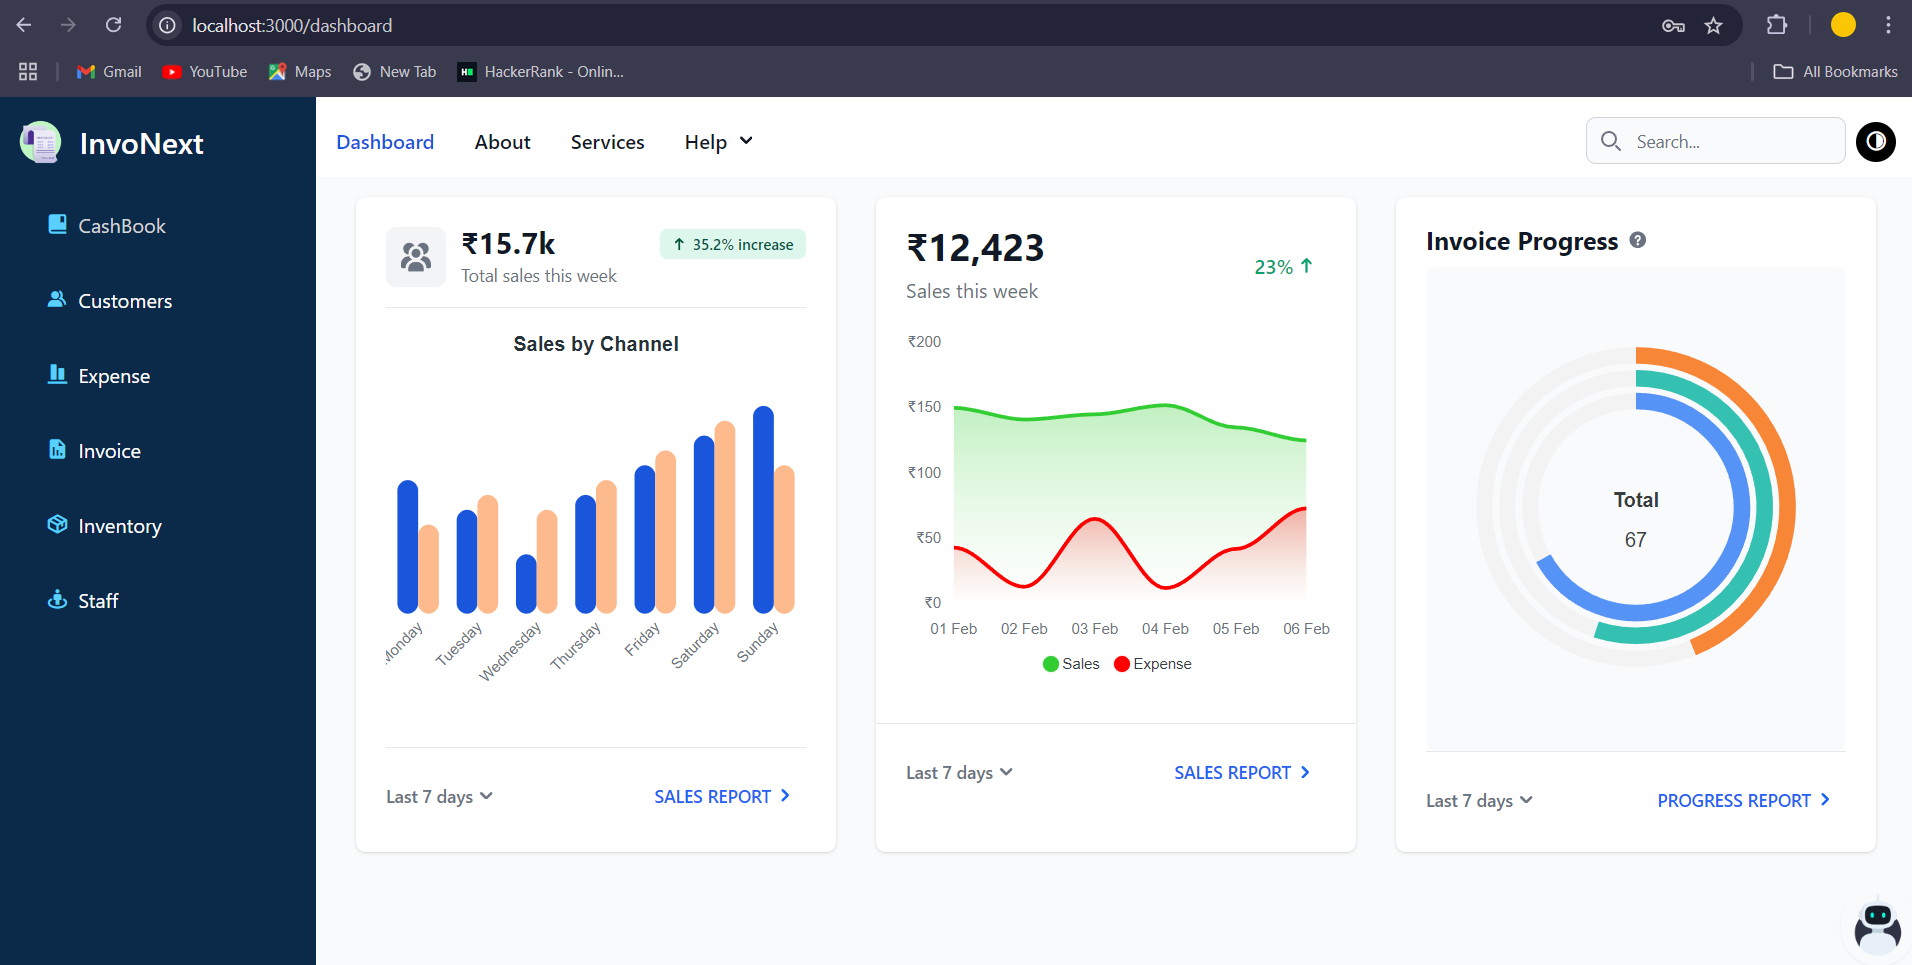 localhost:3000/dashboard
Gmail
YouTube
Maps
New Tab
HackerRank - Onlin...
All Bookmarks
InvoNext
CashBook
Customers
Expense
Invoice
Inventory
Staff
Dashboard
About
Services
Help
Search...
₹15.7k
Total sales this week
35.2% increase
Sales by Channel
Monday
Tuesday
Wednesday
Thursday
Friday
Saturday
Sunday
Last 7 days
SALES REPORT
₹12,423
Sales this week
23%
₹200
₹150
₹100
₹50
₹0
01 Feb
02 Feb
03 Feb
04 Feb
05 Feb
06 Feb
Sales
Expense
Last 7 days
SALES REPORT
Invoice Progress
Total
67
Last 7 days
PROGRESS REPORT